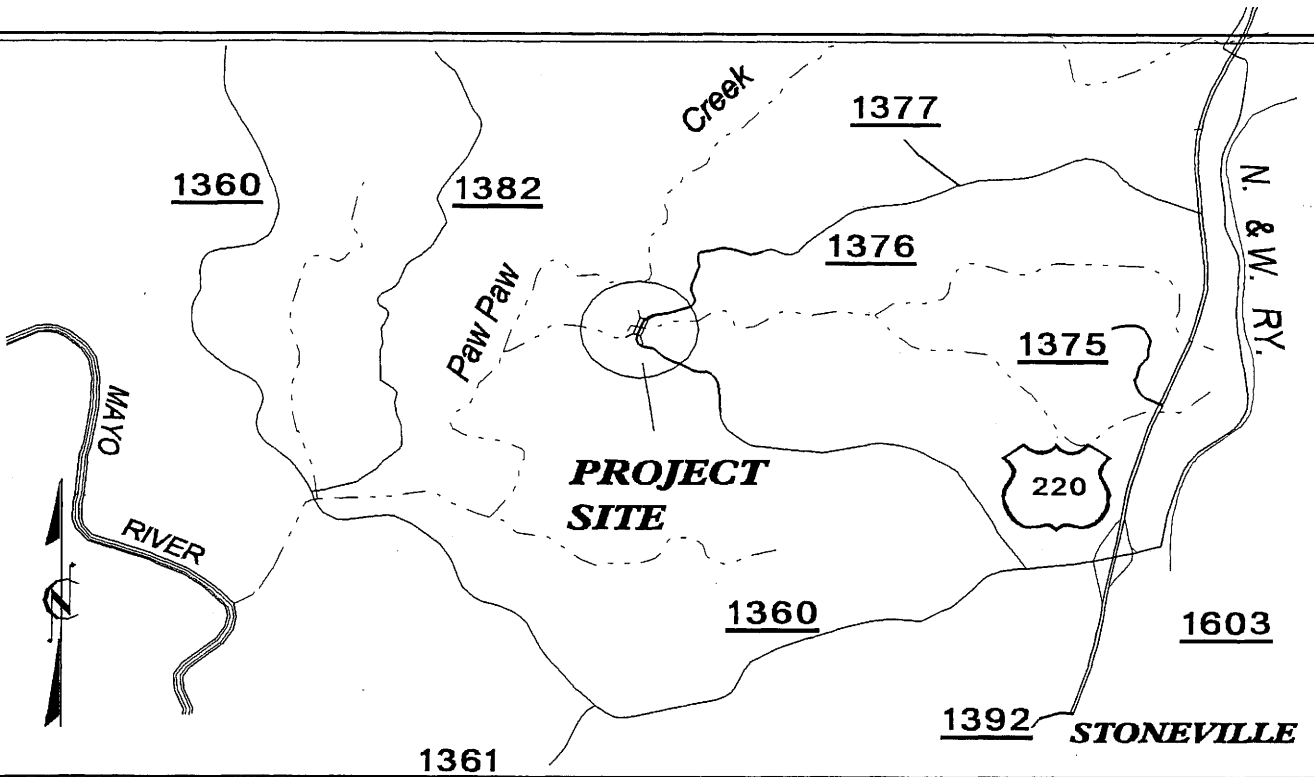 Creek
1377
1360
1382
N. & W. RY.
1376
Paw Paw
1375
MAYO
RIVER
PROJECT
SITE
220
N
1360
1603
1392
STONEVILLE
1361